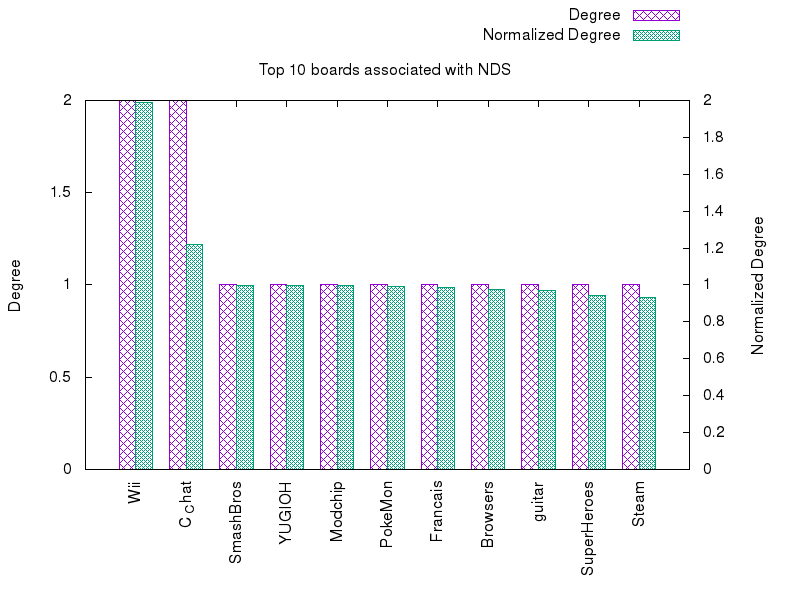 Degree
Normalized Degree
Top 10 boards associated with NDS
2
1.5
1
0.5
0
2
1.8
1.6
1.4
1.2
1
0.8
0.6
0.4
0.2
0
Degree
Normalized Degree
Wii
C chat
SmashBros
YUGIOH
Modchip
PokeMon
Francais
Browsers
guitar
SuperHeroes
Steam